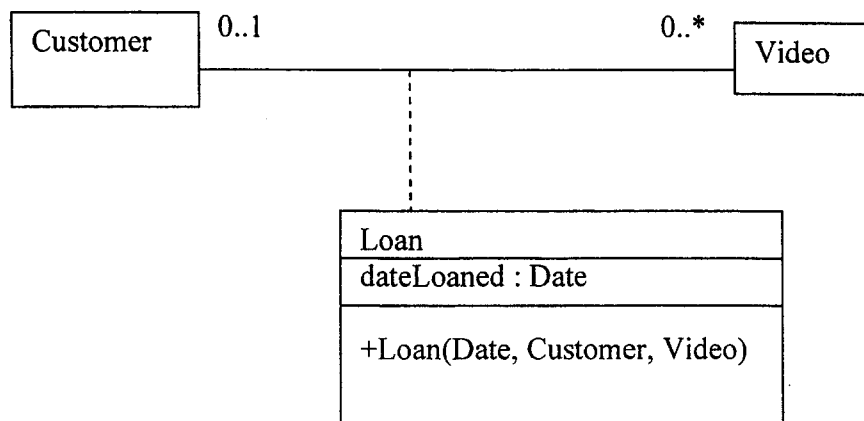 Customer
0..1
0..*
Video
Loan
dateLoaned : Date
+Loan(Date, Customer, Video)